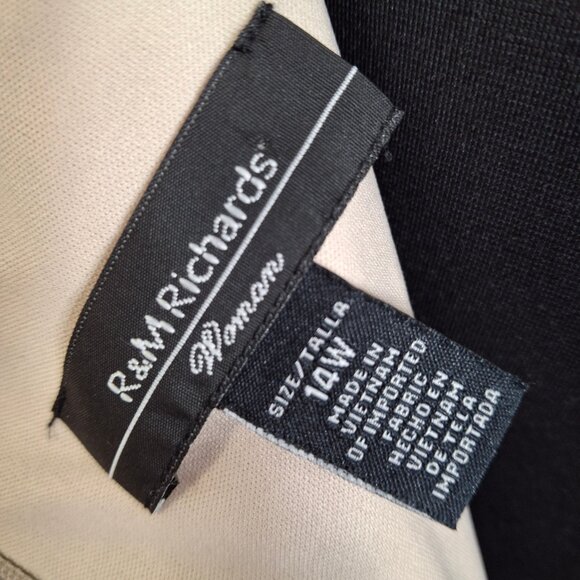 R&M Richards®
Woman
SIZE/TALLA
14W
MADE IN
VIETNAM
OF IMPORTED
FABRIC
HECHO EN
VIETNAM
DE TELA
IMPORTADA